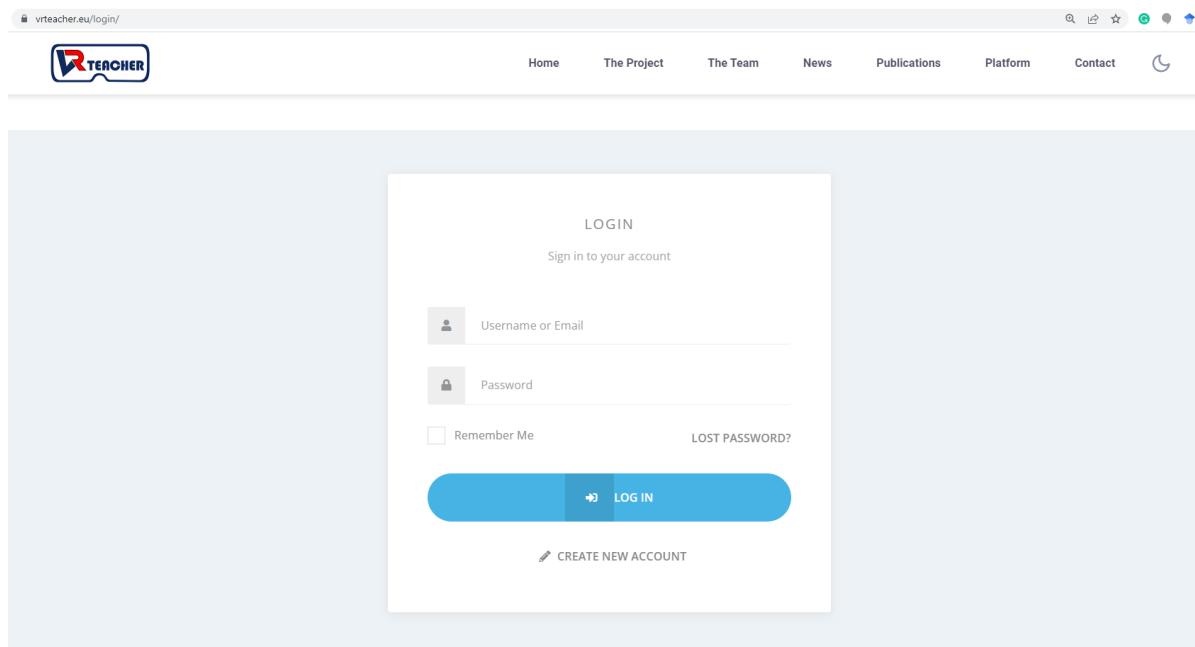 vrteacher.eu/login/
VR TEACHER
Home The Project The Team News Publications Platform Contact
LOGIN
Sign in to your account
Username or Email
Password
Remember Me LOST PASSWORD?
LOG IN
CREATE NEW ACCOUNT